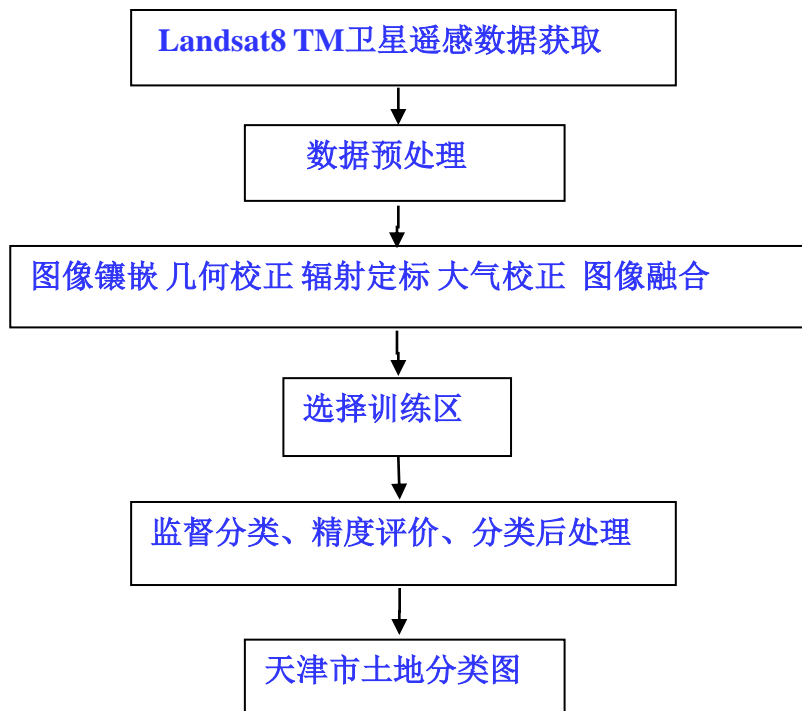 Landsat8 TM卫星遥感数据获取
数据预处理
图像镶嵌 几何校正 辐射定标 大气校正 图像融合
选择训练区
监督分类、精度评价、分类后处理
天津市土地分类图